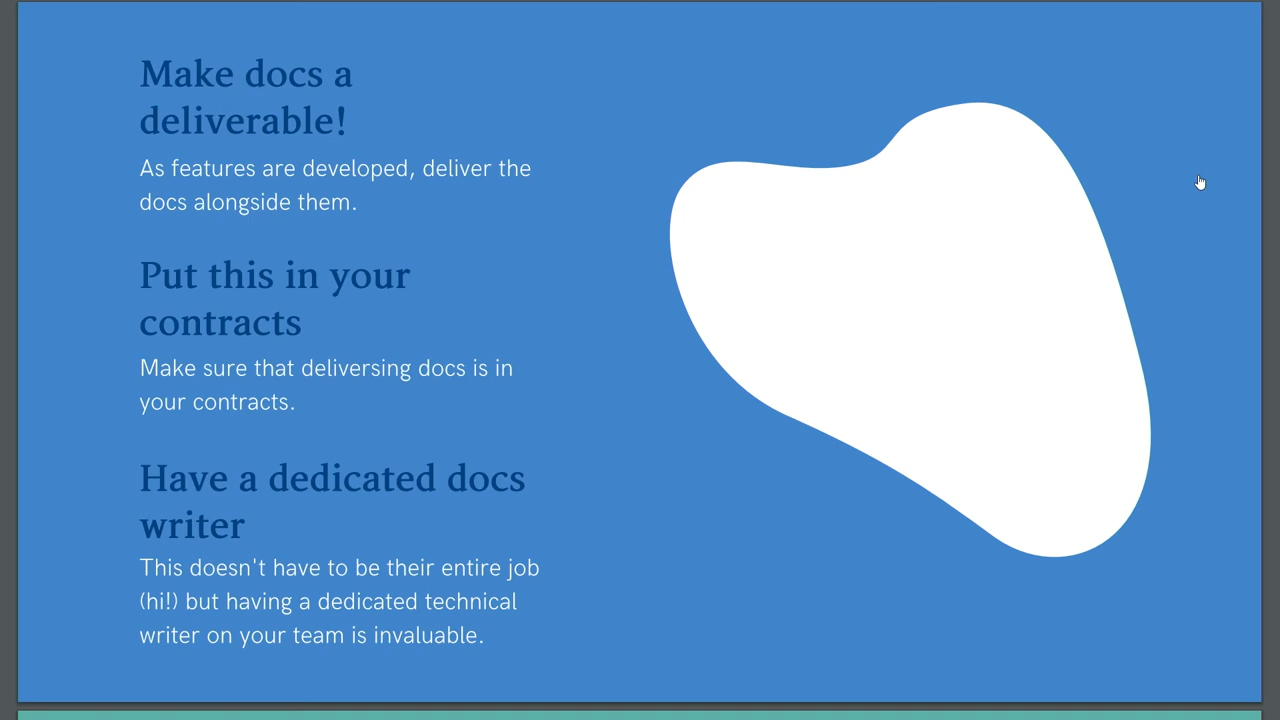 Make docs a
deliverable!
As features are developed, deliver the
docs alongside them.
Put this in your
contracts
Make sure that deliversing docs is in
your contracts.
Have a dedicated docs
writer
This doesn't have to be their entire job
(hi!) but having a dedicated technical
writer on your team is invaluable.